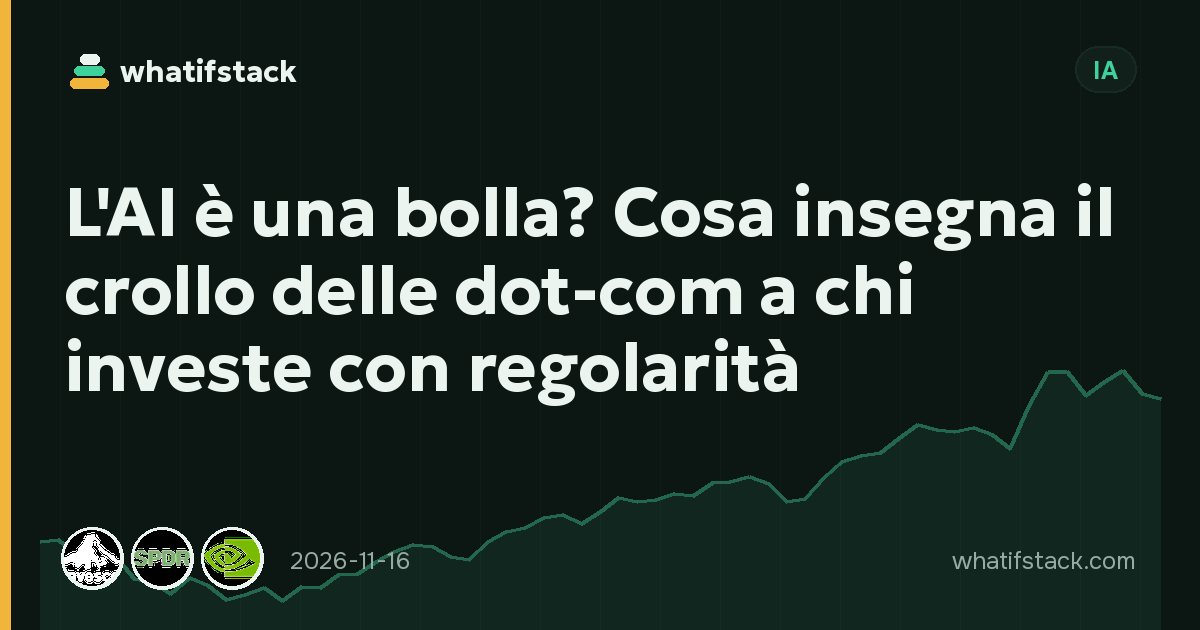 whatifstack
IA
L'AI è una bolla? Cosa insegna il
crollo delle dot-com a chi
investe con regolarità
SPDR
2026-11-16
whatifstack.com